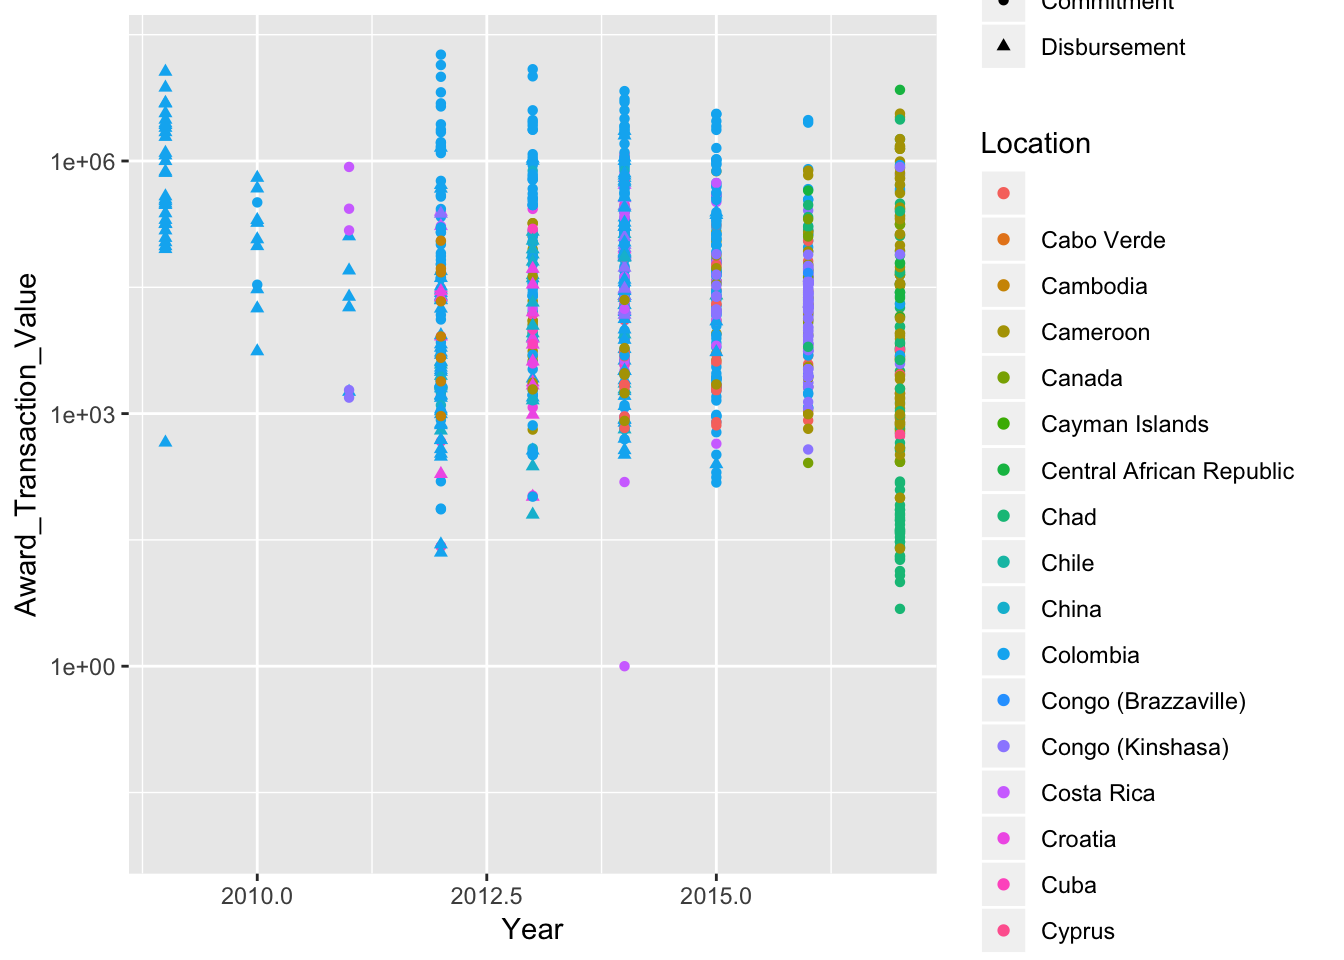 Commitment
Disbursement
Location
Cabo Verde
Cambodia
Cameroon
Canada
Cayman Islands
Central African Republic
Chad
Chile
China
Colombia
Congo (Brazzaville)
Congo (Kinshasa)
Costa Rica
Croatia
Cuba
Cyprus
Award_Transaction_Value
1e+06
1e+03
1e+00
2010.0 2012.5 2015.0
Year